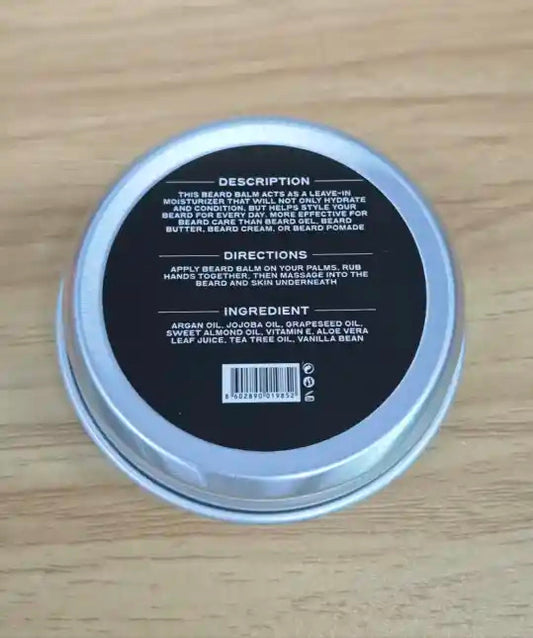 DESCRIPTION
THIS BEARD BALM ACTS AS A LEAVE-IN
MOISTURIZER THAT WILL NOT ONLY HYDRATE
AND CONDITION, BUT HELPS STYLE YOUR
BEARD FOR EVERY DAY. MORE EFFECTIVE FOR
BEARD CARE THAN BEARD GEL, BEARD
BUTTER, BEARD CREAM, OR BEARD POMADE
DIRECTIONS
APPLY BEARD BALM ON YOUR PALMS. RUB
HANDS TOGETHER, THEN MASSAGE INTO THE
BEARD AND SKIN UNDERNEATH
INGREDIENT
ARGAN OIL, JOJOBA OIL, GRAPESEED OIL,
SWEET ALMOND OIL, VITAMIN E, ALOE VERA
LEAF JUICE, TEA TREE OIL, VANILLA BEAN
8 602890 019852